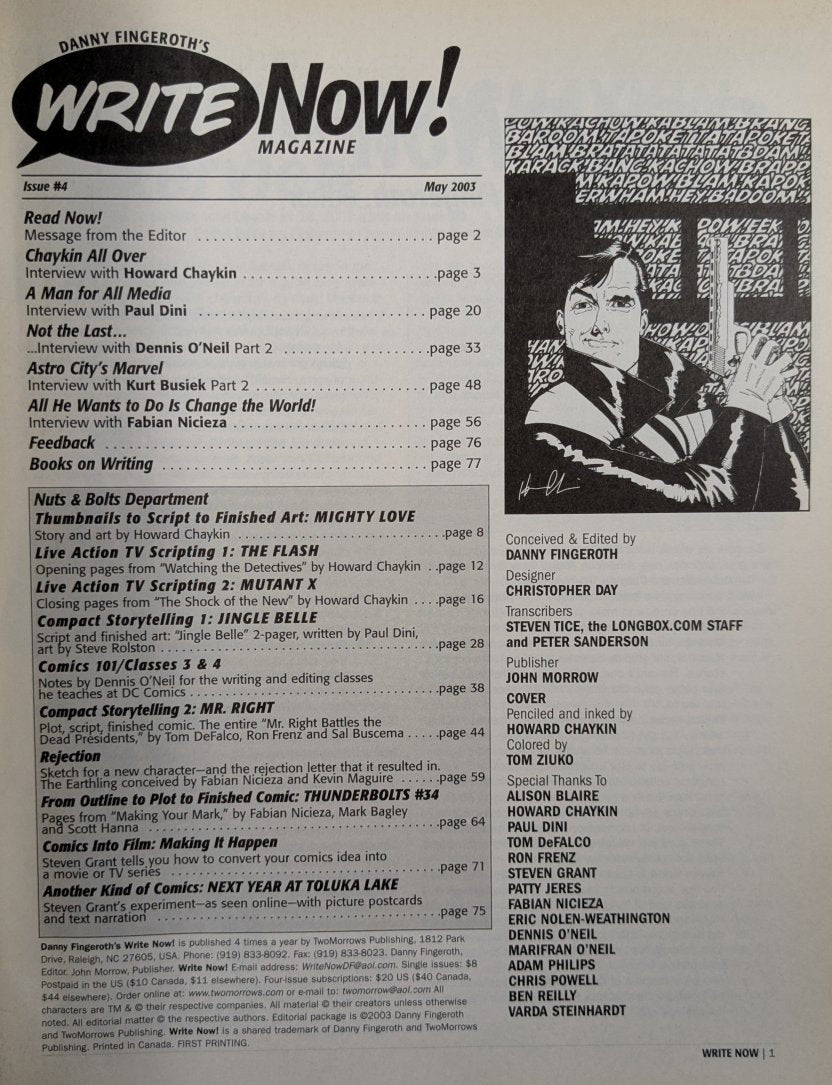 DANNY FINGEROTH'S
WRITE NOW!
MAGAZINE
Issue #4 May 2003
Read Now!
Message from the Editor . . . . . . . . . . . . . . . . . . . . . . . . . . . . . page 2
Chaykin All Over
Interview with Howard Chaykin . . . . . . . . . . . . . . . . . . . . . . . .page 3
A Man for All Media
Interview with Paul Dini . . . . . . . . . . . . . . . . . . . . . . . . . . . . page 20
Not the Last...
...Interview with Dennis O'Neil Part 2 . . . . . . . . . . . . . . . . . .page 33
Astro City's Marvel
Interview with Kurt Busiek Part 2 . . . . . . . . . . . . . . . . . . . . . . page 48
All He Wants to Do Is Change the World!
Interview with Fabian Nicieza . . . . . . . . . . . . . . . . . . . . . . . . . page 56
Feedback . . . . . . . . . . . . . . . . . . . . . . . . . . . . . . . . . . . . . . . . page 76
Books on Writing . . . . . . . . . . . . . . . . . . . . . . . . . . . . . . . . . page 77
Nuts & Bolts Department
Thumbnails to Script to Finished Art: MIGHTY LOVE
Story and art by Howard Chaykin . . . . . . . . . . . . . . . . . . . . . . . . .page 8
Live Action TV Scripting 1: THE FLASH
Opening pages from "Watching the Detectives" by Howard Chaykin . .page 12
Live Action TV Scripting 2: MUTANT X
Closing pages from "The Shock of the New" by Howard Chaykin . . . .page 16
Compact Storytelling 1: JINGLE BELLE
Script and finished art: "Jingle Belle" 2-pager, written by Paul Dini,
art by Steve Rolston . . . . . . . . . . . . . . . . . . . . . . . . . . . . . . . . . .page 28
Comics 101/Classes 3 & 4
Notes by Dennis O'Neil for the writing and editing classes
he teaches at DC Comics . . . . . . . . . . . . . . . . . . . . . . . . . . . . . .page 38
Compact Storytelling 2: MR. RIGHT
Plot, script, finished comic. The entire "Mr. Right Battles the
Dead Presidents," by Tom DeFalco, Ron Frenz and Sal Buscema . . . . .page 44
Rejection
Sketch for a new character—and the rejection letter that it resulted in.
The Earthling conceived by Fabian Nicieza and Kevin Maguire . . . . . .page 59
From Outline to Plot to Finished Comic: THUNDERBOLTS #34
Pages from "Making Your Mark," by Fabian Nicieza, Mark Bagley
and Scott Hanna . . . . . . . . . . . . . . . . . . . . . . . . . . . . . . . . . . . .page 64
Comics Into Film: Making It Happen
Steven Grant tells you how to convert your comics idea into
a movie or TV series . . . . . . . . . . . . . . . . . . . . . . . . . . . . . . . . .page 71
Another Kind of Comics: NEXT YEAR AT TOLUKA LAKE
Steven Grant's experiment—as seen online—with picture postcards
and text narration . . . . . . . . . . . . . . . . . . . . . . . . . . . . . . . . . . .page 75
Danny Fingeroth's Write Now! is published 4 times a year by TwoMorrows Publishing, 1812 Park
Drive, Raleigh, NC 27605, USA. Phone: (919) 833-8092. Fax: (919) 833-8023. Danny Fingeroth,
Editor. John Morrow, Publisher. Write Now! E-mail address: WriteNowDF@aol.com. Single issues: $8
Postpaid in the US ($10 Canada, $11 elsewhere). Four-issue subscriptions: $20 US ($40 Canada,
$44 elsewhere). Order online at: www.twomorrows.com or e-mail to: twomorrow@aol.com All
characters are TM & © their respective companies. All material © their creators unless otherwise
noted. All editorial matter © the respective authors. Editorial package is ©2003 Danny Fingeroth
and TwoMorrows Publishing. Write Now! is a shared trademark of Danny Fingeroth and TwoMorrows
Publishing. Printed in Canada. FIRST PRINTING.
Conceived & Edited by
DANNY FINGEROTH
Designer
CHRISTOPHER DAY
Transcribers
STEVEN TICE, the LONGBOX.COM STAFF
and PETER SANDERSON
Publisher
JOHN MORROW
COVER
Penciled and inked by
HOWARD CHAYKIN
Colored by
TOM ZIUKO
Special Thanks To
ALISON BLAIRE
HOWARD CHAYKIN
PAUL DINI
TOM DeFALCO
RON FRENZ
STEVEN GRANT
PATTY JERES
FABIAN NICIEZA
ERIC NOLEN-WEATHINGTON
DENNIS O'NEIL
MARIFRAN O'NEIL
ADAM PHILIPS
CHRIS POWELL
BEN REILLY
VARDA STEINHARDT
WRITE NOW | 1